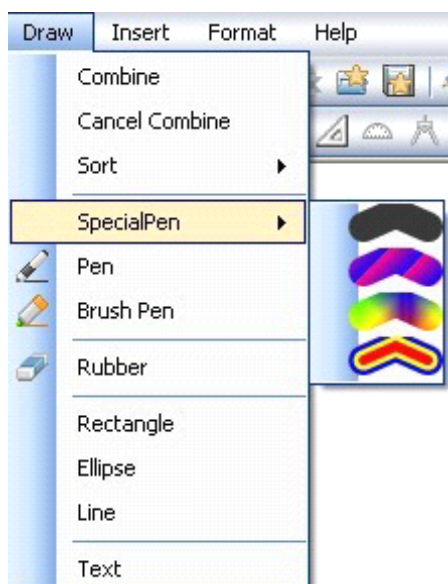 Draw Insert Format Help
Combine
Cancel Combine
Sort
SpecialPen
Pen
Brush Pen
Rubber
Rectangle
Ellipse
Line
Text